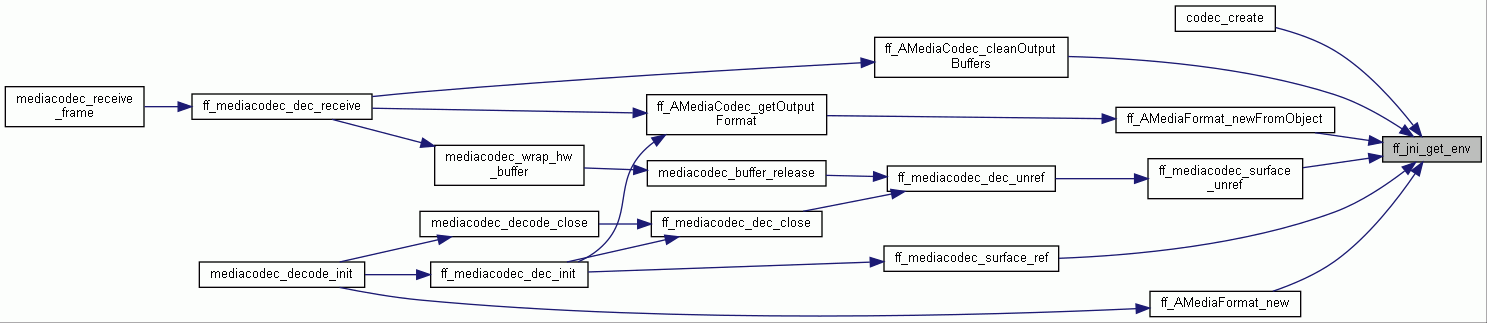 codec_create
ff_AMediaCodec_cleanOutput
Buffers
mediacodec_receive
_frame
ff_mediacodec_dec_receive
ff_AMediaCodec_getOutput
Format
ff_AMediaFormat_newFromObject
ff_jni_get_env
mediacodec_wrap_hw
_buffer
mediacodec_buffer_release
ff_mediacodec_dec_unref
ff_mediacodec_surface
_unref
mediacodec_decode_close
ff_mediacodec_dec_close
mediacodec_decode_init
ff_mediacodec_dec_init
ff_mediacodec_surface_ref
ff_AMediaFormat_new